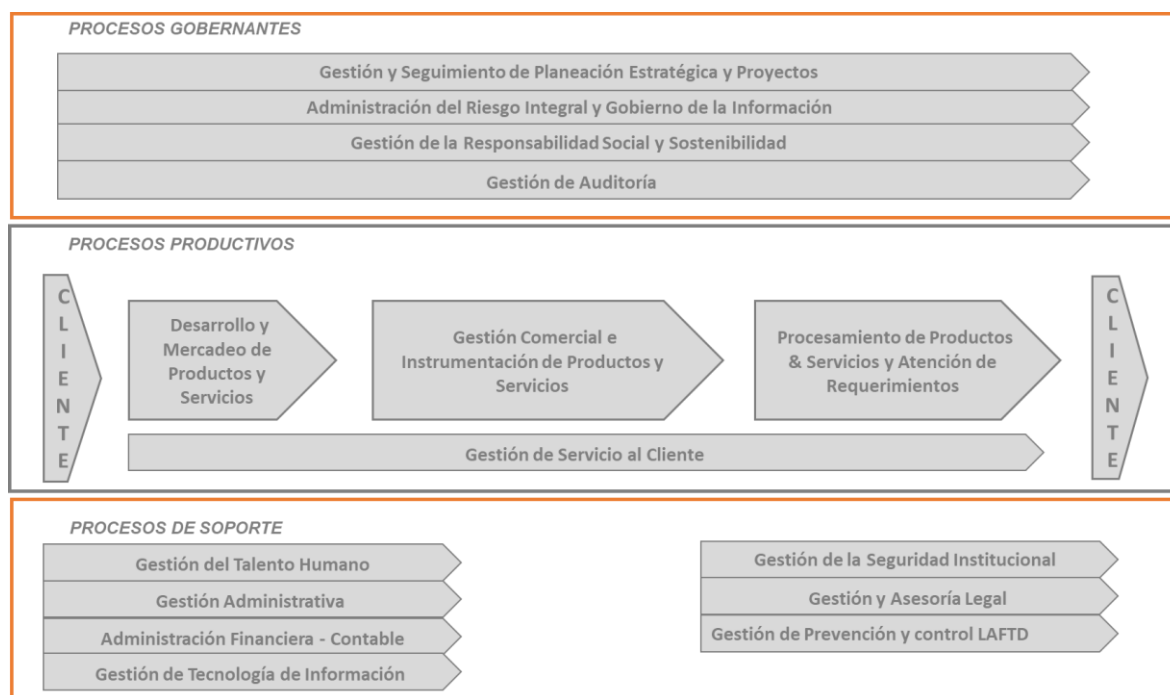 PROCESOS GOBERNANTES
Gestión y Seguimiento de Planeación Estratégica y Proyectos
Administración del Riesgo Integral y Gobierno de la Información
Gestión de la Responsabilidad Social y Sostenibilidad
Gestión de Auditoría
PROCESOS PRODUCTIVOS
CLIENTE
Desarrollo y
Mercadeo de
Productos y
Servicios
Gestión Comercial e
Instrumentación de Productos y
Servicios
Procesamiento de Productos
& Servicios y Atención de
Requerimientos
CLIENTE
Gestión de Servicio al Cliente
PROCESOS DE SOPORTE
Gestión del Talento Humano
Gestión Administrativa
Administración Financiera - Contable
Gestión de Tecnología de Información
Gestión de la Seguridad Institucional
Gestión y Asesoría Legal
Gestión de Prevención y control LAFTD